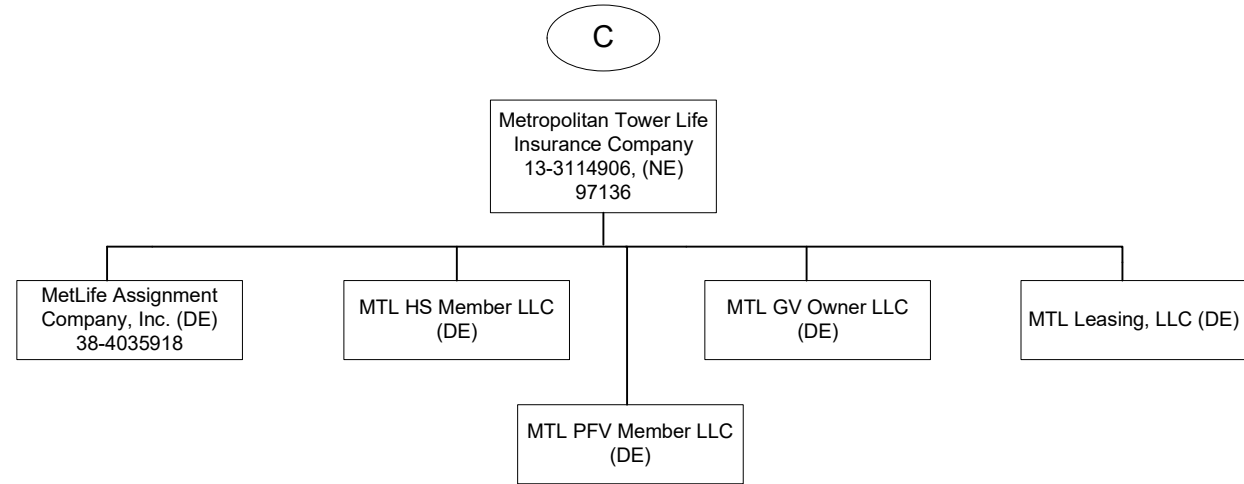 C
Metropolitan Tower Life
Insurance Company
13-3114906, (NE)
97136
MetLife Assignment
Company, Inc. (DE)
38-4035918
MTL HS Member LLC
(DE)
MTL GV Owner LLC
(DE)
MTL Leasing, LLC (DE)
MTL PFV Member LLC
(DE)